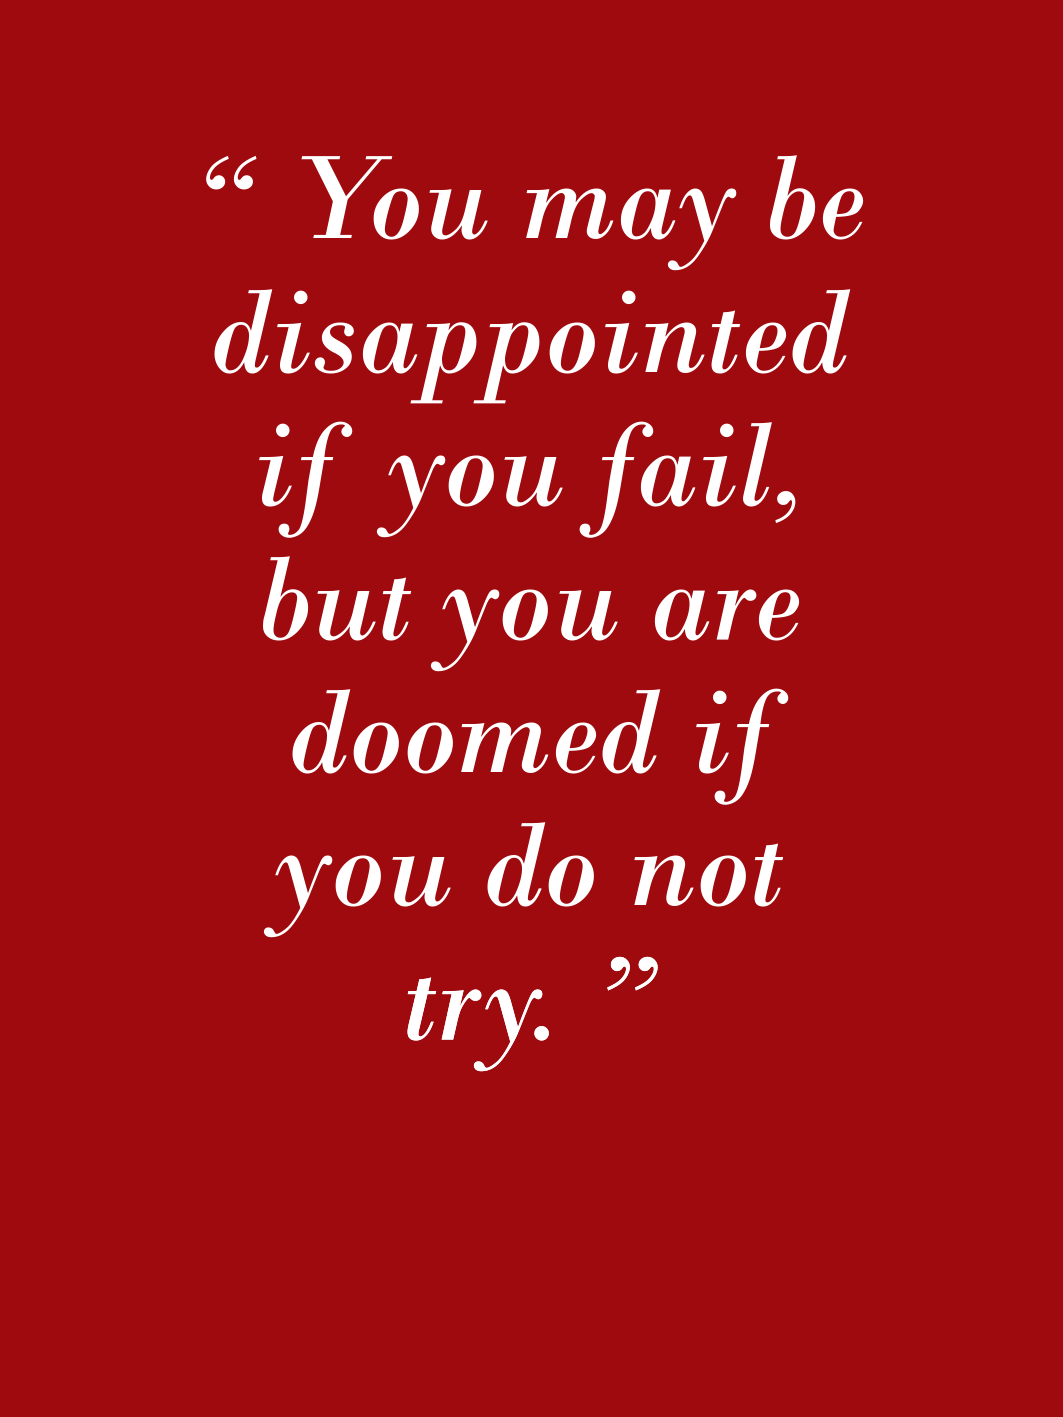 “ You may be
disappointed
if you fail,
but you are
doomed if
you do not
try. ”